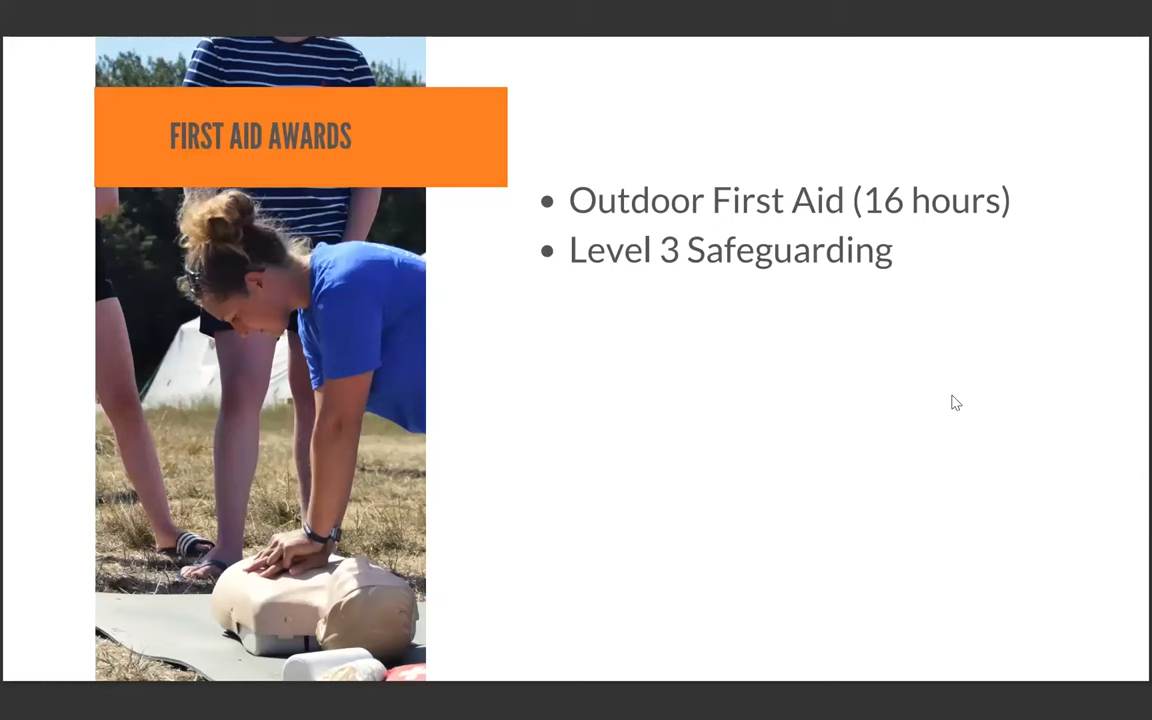 FIRST AID AWARDS
• Outdoor First Aid (16 hours)
• Level 3 Safeguarding